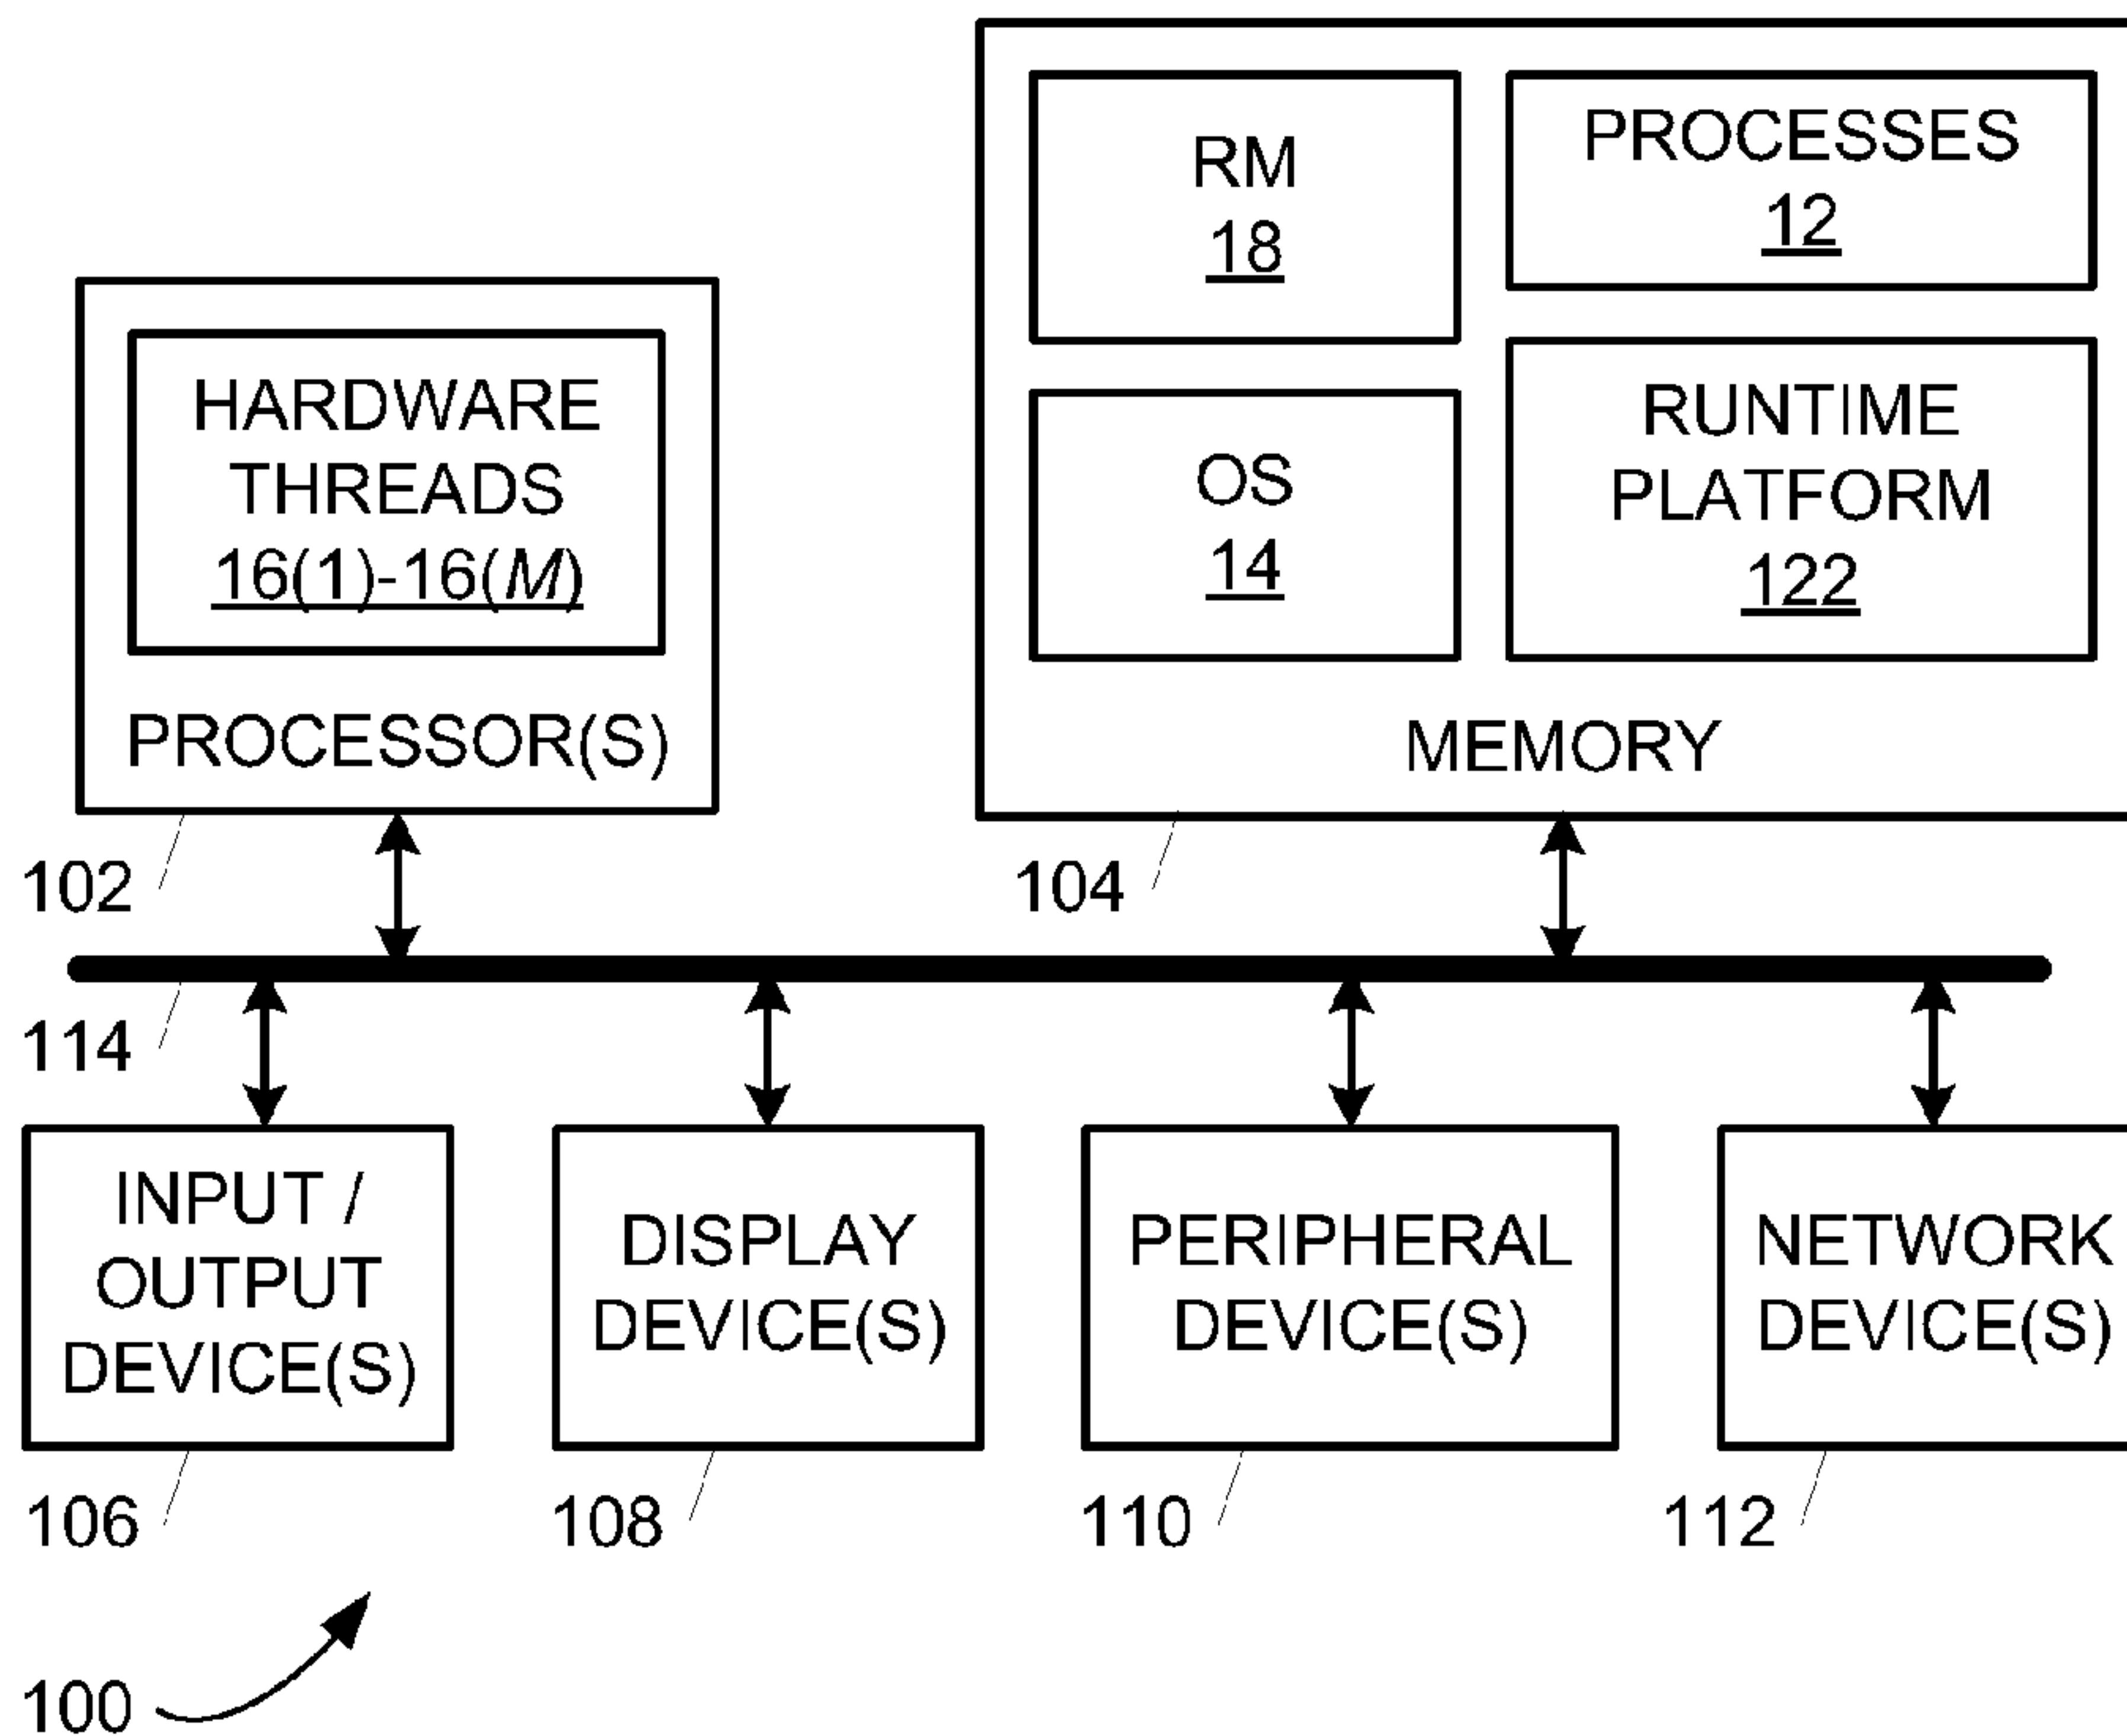 RM
18
PROCESSES
12
HARDWARE
THREADS
16(1)-16(M)
PROCESSOR(S)
OS
14
RUNTIME
PLATFORM
122
MEMORY
102
104
114
INPUT /
OUTPUT
DEVICE(S)
DISPLAY
DEVICE(S)
PERIPHERAL
DEVICE(S)
NETWORK
DEVICE(S)
106
108
110
112
100